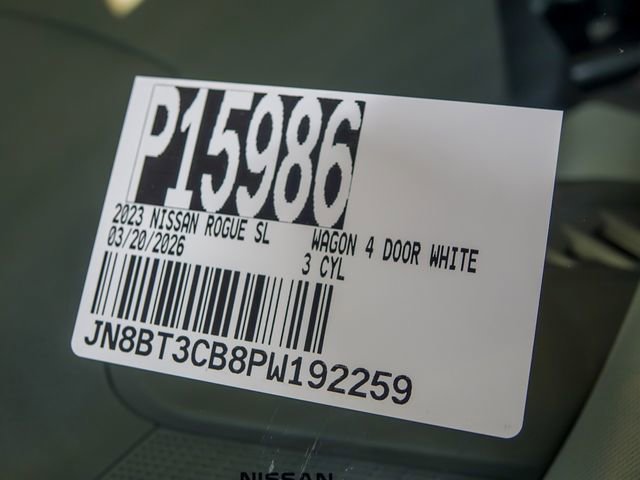 P15986
2023 NISSAN ROGUE SL WAGON 4 DOOR WHITE
03/20/2026 3 CYL
JN8BT3CB8PW192259
NISSAN